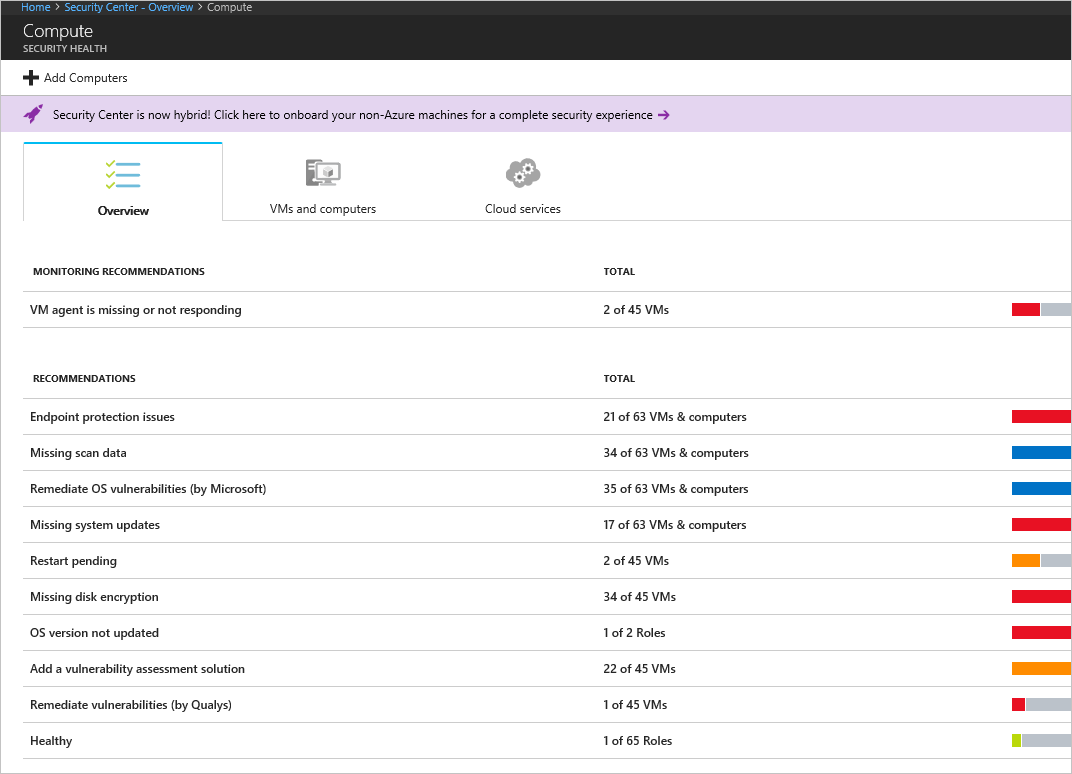 Home > Security Center - Overview > Compute
Compute
SECURITY HEALTH
Add Computers
Security Center is now hybrid! Click here to onboard your non-Azure machines for a complete security experience →
Overview VMs and computers Cloud services
MONITORING RECOMMENDATIONS TOTAL
VM agent is missing or not responding 2 of 45 VMs
RECOMMENDATIONS TOTAL
Endpoint protection issues 21 of 63 VMs & computers
Missing scan data 34 of 63 VMs & computers
Remediate OS vulnerabilities (by Microsoft) 35 of 63 VMs & computers
Missing system updates 17 of 63 VMs & computers
Restart pending 2 of 45 VMs
Missing disk encryption 34 of 45 VMs
OS version not updated 1 of 2 Roles
Add a vulnerability assessment solution 22 of 45 VMs
Remediate vulnerabilities (by Qualys) 1 of 45 VMs
Healthy 1 of 65 Roles